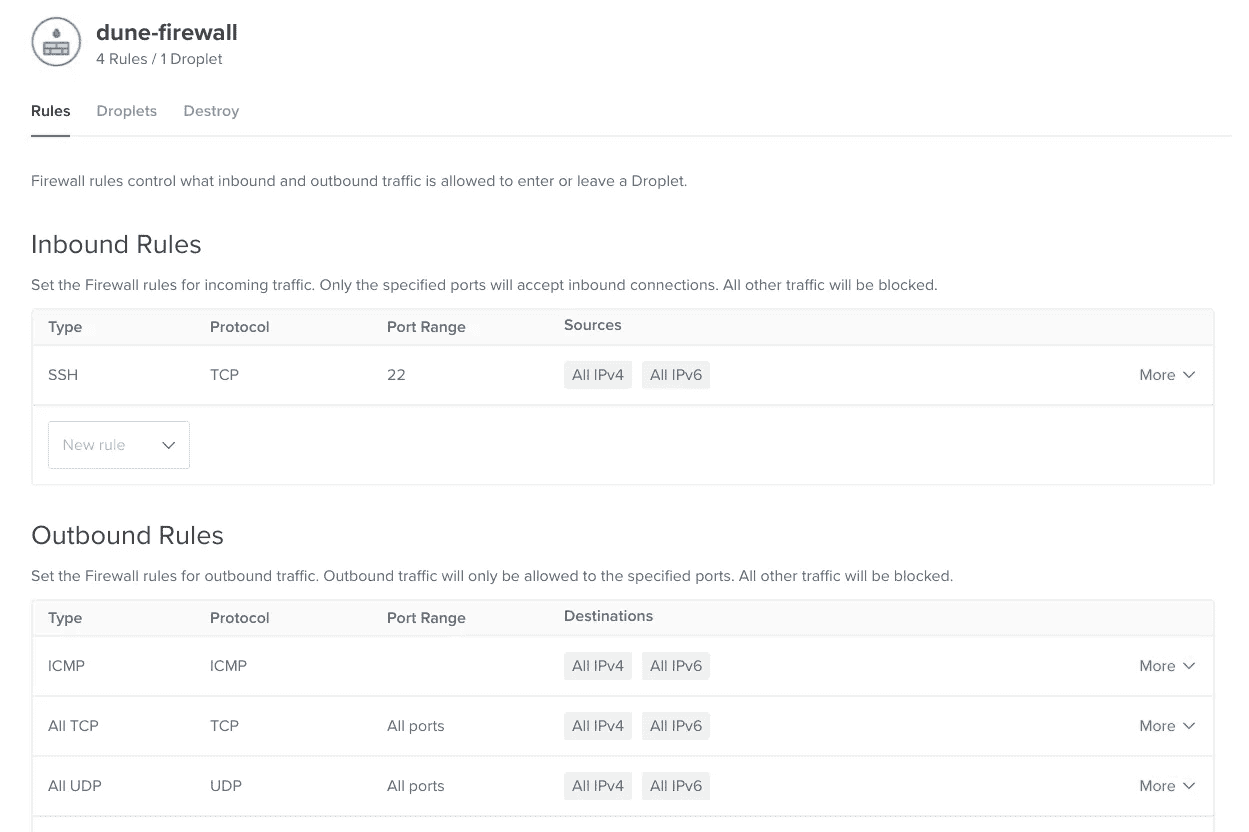 dune-firewall
4 Rules / 1 Droplet
Rules Droplets Destroy
Firewall rules control what inbound and outbound traffic is allowed to enter or leave a Droplet.
Inbound Rules
Set the Firewall rules for incoming traffic. Only the specified ports will accept inbound connections. All other traffic will be blocked.
Type Protocol Port Range Sources
SSH TCP 22 All IPv4 All IPv6 More
New rule
Outbound Rules
Set the Firewall rules for outbound traffic. Outbound traffic will only be allowed to the specified ports. All other traffic will be blocked.
Type Protocol Port Range Destinations
ICMP ICMP All IPv4 All IPv6 More
All TCP TCP All ports All IPv4 All IPv6 More
All UDP UDP All ports All IPv4 All IPv6 More